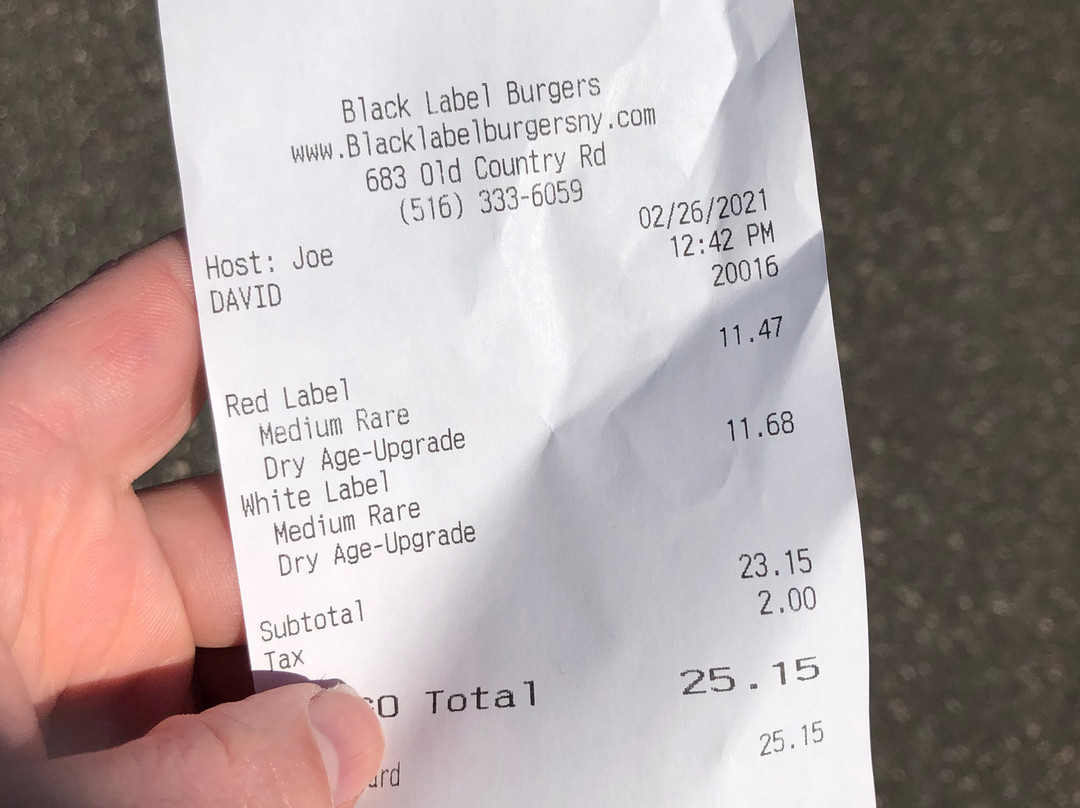 Black Label Burgers
www.Blacklabelburgersny.com
683 Old Country Rd
(516) 333-6059
02/26/2021
Host: Joe 12:42 PM
DAVID 20016
Red Label 11.47
Medium Rare
Dry Age-Upgrade
White Label 11.68
Medium Rare
Dry Age-Upgrade
Subtotal 23.15
Tax 2.00
Total 25.15
25.15